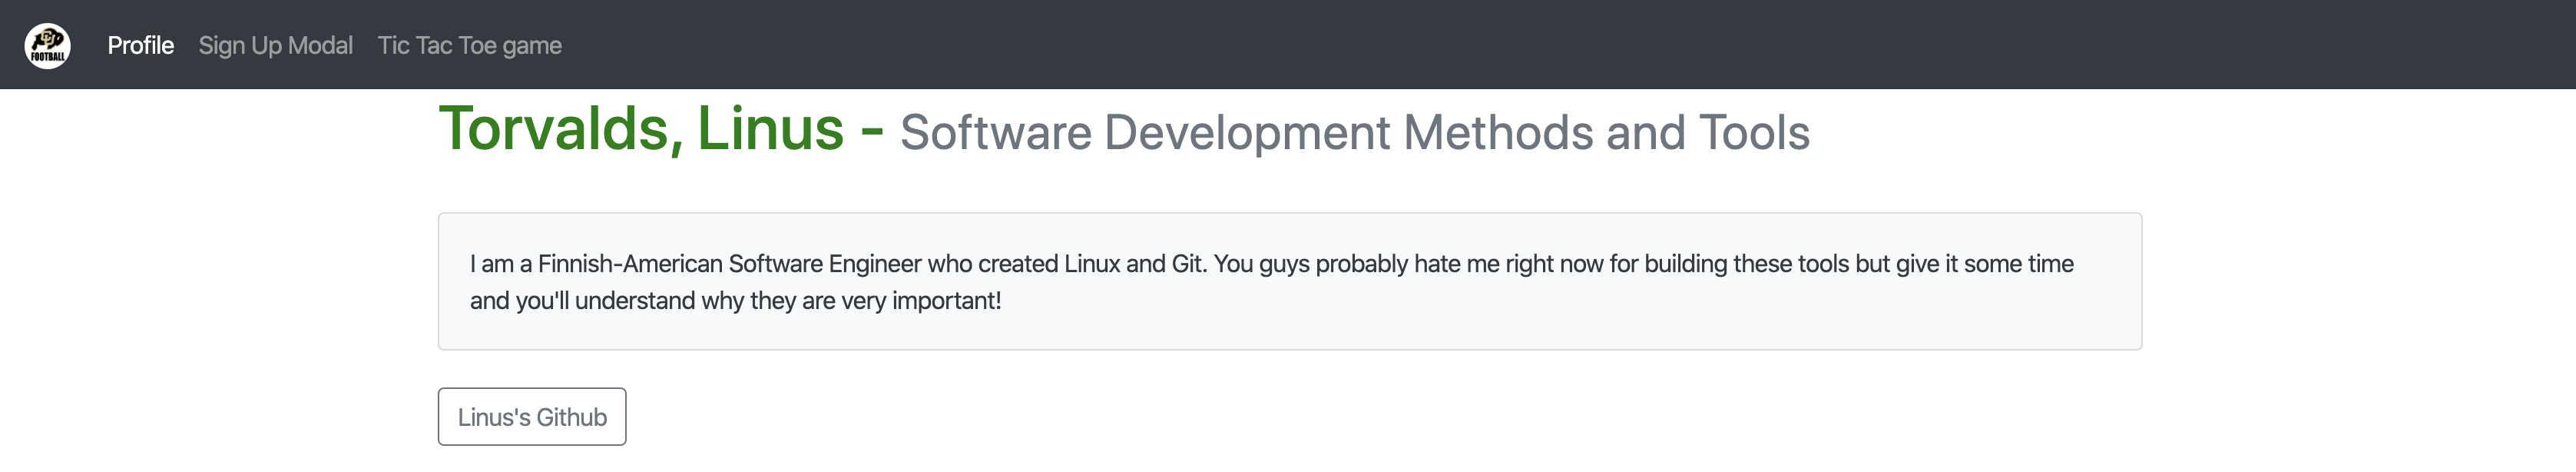 FOOTBALL
Profile
Sign Up Modal
Tic Tac Toe game
Torvalds, Linus - Software Development Methods and Tools
I am a Finnish-American Software Engineer who created Linux and Git. You guys probably hate me right now for building these tools but give it some time
and you'll understand why they are very important!
Linus's Github